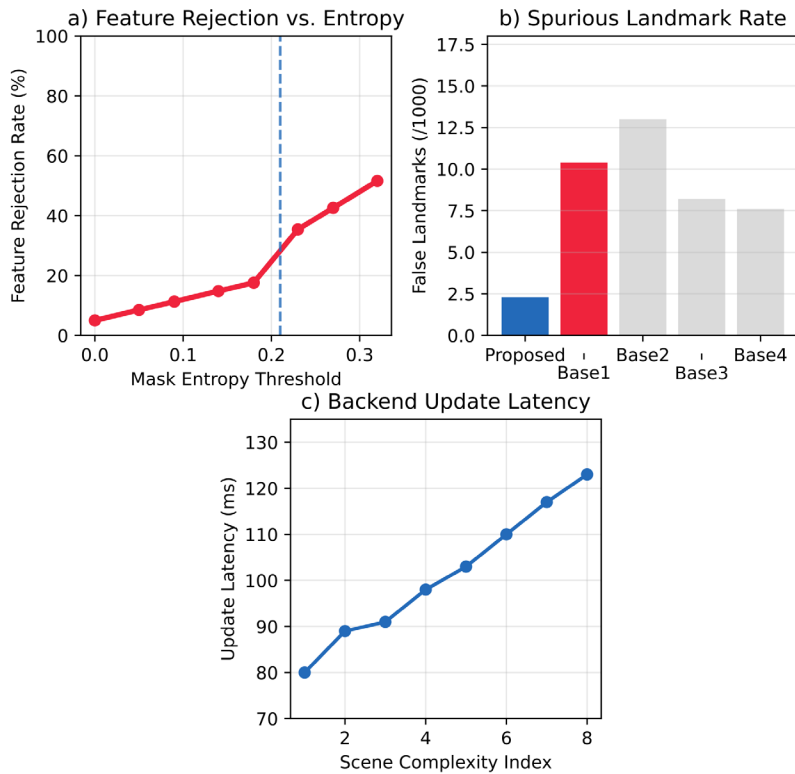 a) Feature Rejection vs. Entropy
Feature Rejection Rate (%)
100
80
60
40
20
0
0.0 0.1 0.2 0.3
Mask Entropy Threshold
b) Spurious Landmark Rate
False Landmarks (/1000)
17.5
15.0
12.5
10.0
7.5
5.0
2.5
0.0
Proposed Base1 Base2 Base3 Base4
c) Backend Update Latency
Update Latency (ms)
130
120
110
100
90
80
70
2 4 6 8
Scene Complexity Index